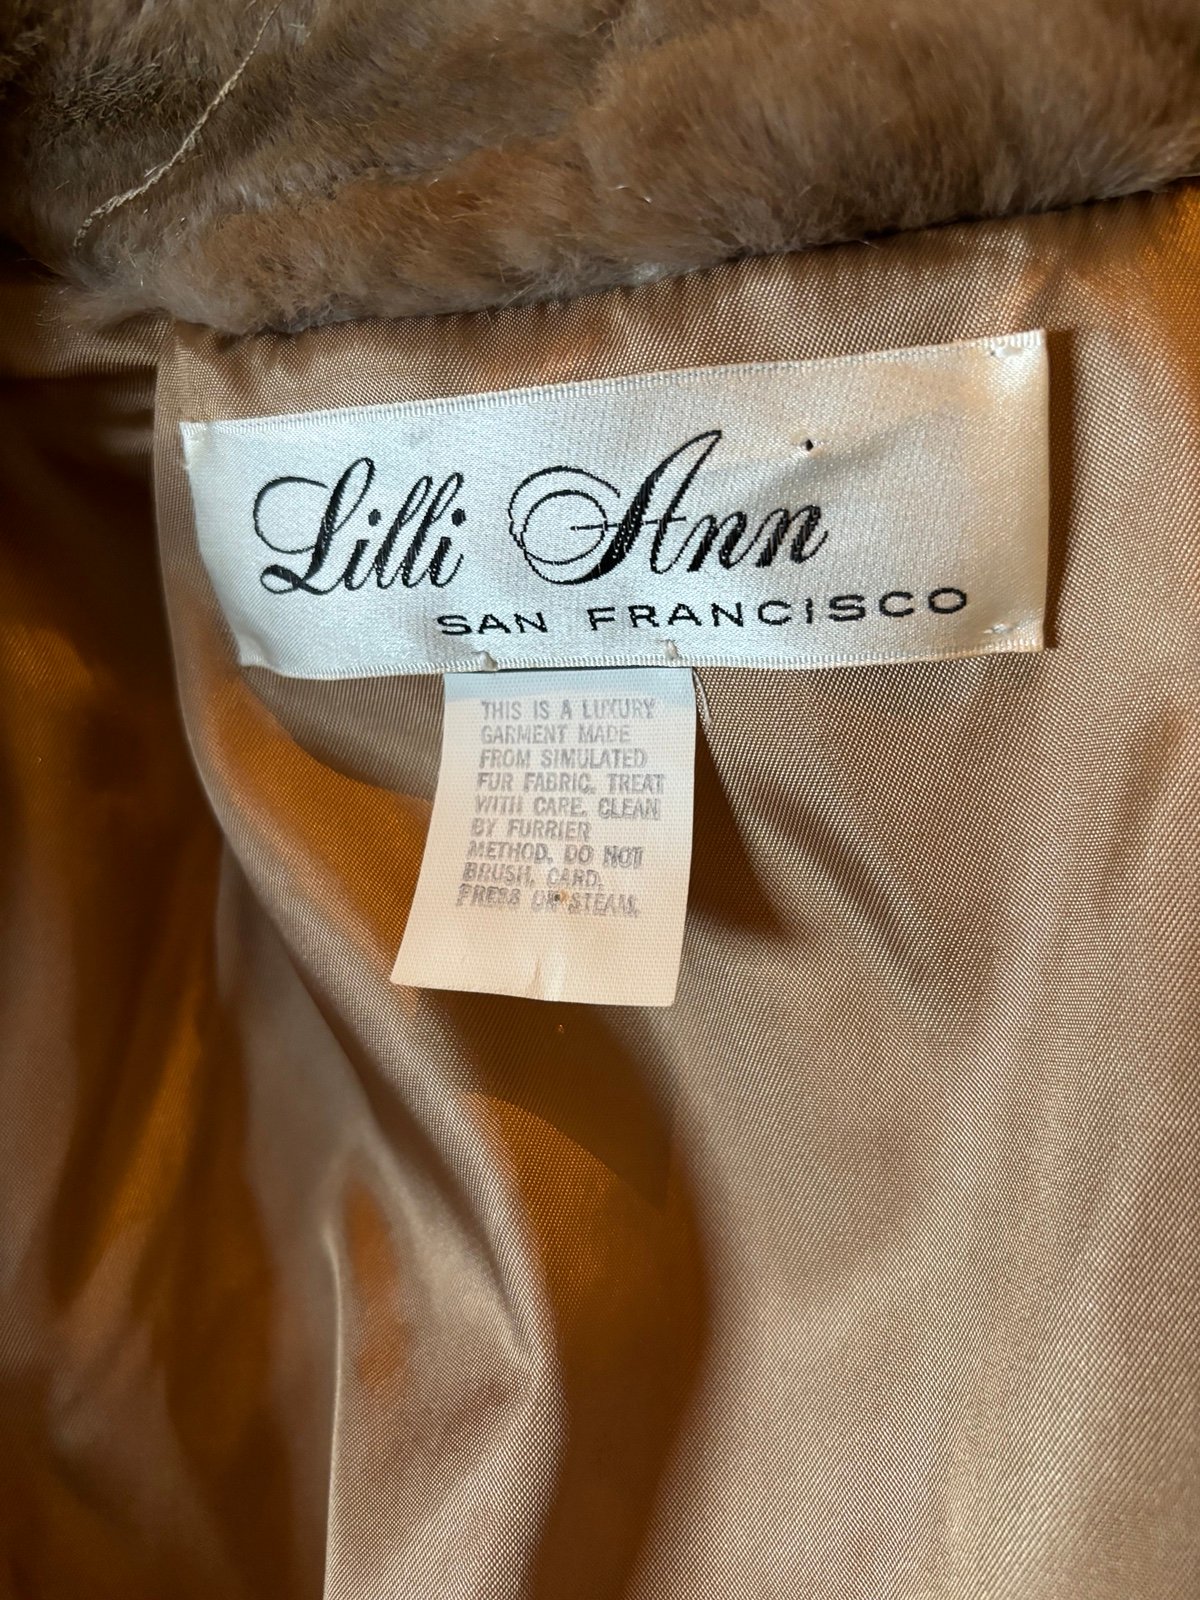 Lilli Ann
SAN FRANCISCO
THIS IS A LUXURY
GARMENT MADE
FROM SIMULATED
FUR FABRIC. TREAT
WITH CARE. CLEAN
BY FURRIER
METHOD. DO NOT
BRUSH, CARD,
PRESS OR STEAM.